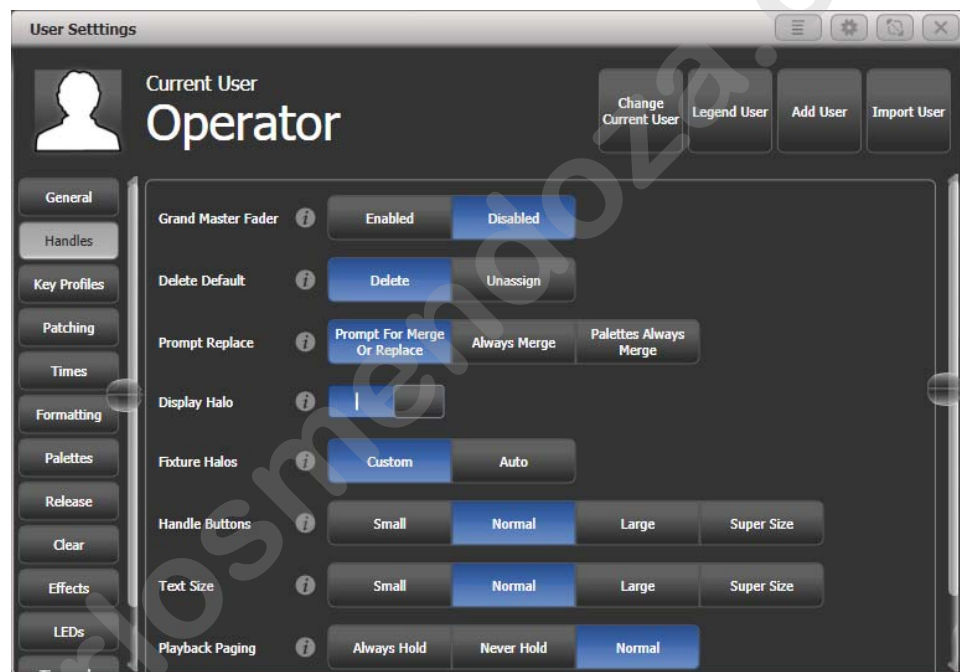 User Setttings
Current User
Operator
Change
Current User
Legend User
Add User
Import User
General
Handles
Key Profiles
Patching
Times
Formatting
Palettes
Release
Clear
Effects
LEDs
Grand Master Fader
Enabled
Disabled
Delete Default
Delete
Unassign
Prompt Replace
Prompt For Merge
Or Replace
Always Merge
Palettes Always
Merge
Display Halo
Fixture Halos
Custom
Auto
Handle Buttons
Small
Normal
Large
Super Size
Text Size
Small
Normal
Large
Super Size
Playback Paging
Always Hold
Never Hold
Normal